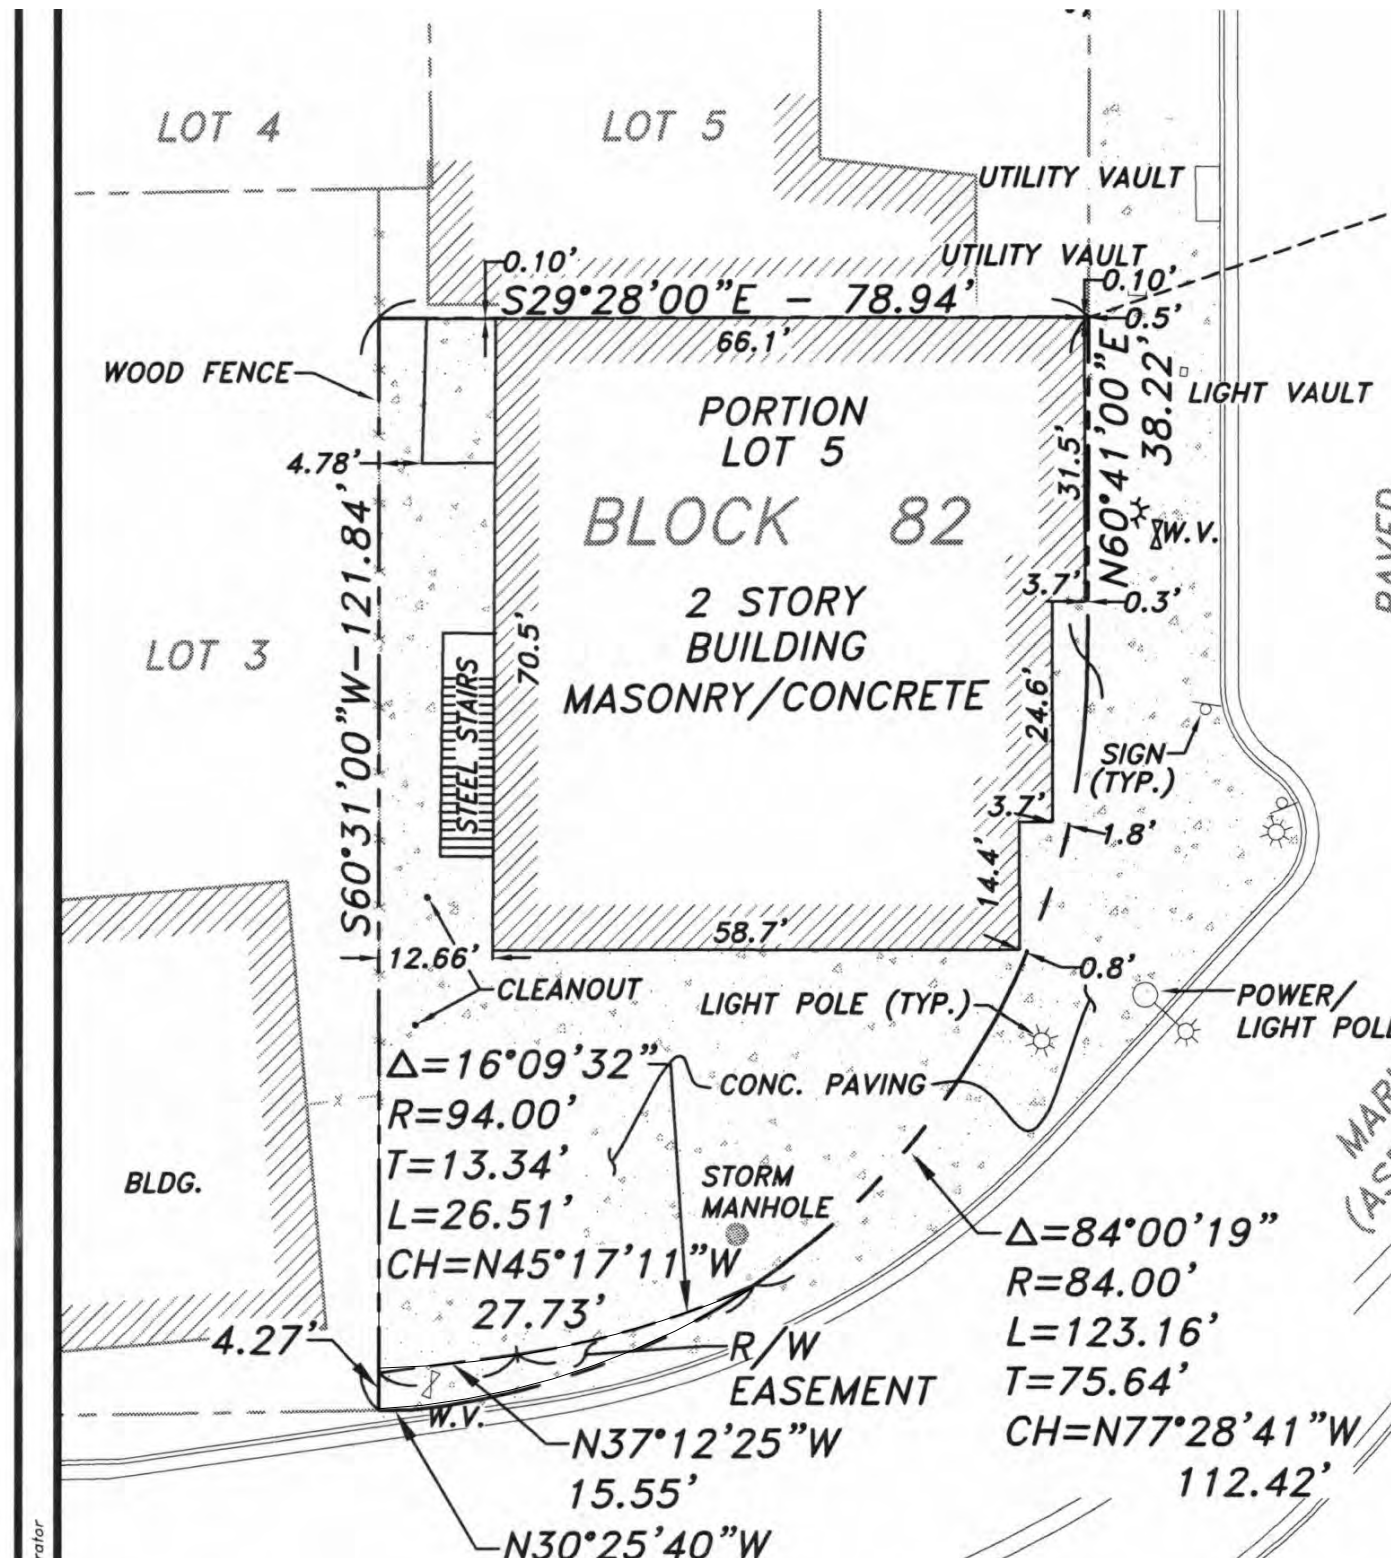 LOT 4
LOT 5
UTILITY VAULT
UTILITY VAULT
0.10'
0.10'
S29°28'00"E - 78.94'
0.5'
66.1'
WOOD FENCE
N60°41'00"E
38.22'
LIGHT VAULT
PORTION
LOT 5
4.78'
31.5'
BLOCK 82
W.V.
PAVED
3.7'
0.3'
2 STORY
BUILDING
MASONRY/CONCRETE
LOT 3
S60°31'00"W-121.84'
70.5'
STEEL STAIRS
24.6'
SIGN
(TYP.)
3.7'
1.8'
14.4'
58.7'
12.66'
0.8'
CLEANOUT
LIGHT POLE (TYP.)
POWER/
LIGHT POLE
Δ=16°09'32"
R=94.00'
T=13.34'
L=26.51'
CH=N45°17'11"W
27.73'
CONC. PAVING
STORM
MANHOLE
BLDG.
Δ=84°00'19"
R=84.00'
L=123.16'
T=75.64'
CH=N77°28'41"W
112.42'
4.27'
R/W
EASEMENT
W.V.
N37°12'25"W
15.55'
N30°25'40"W
rator